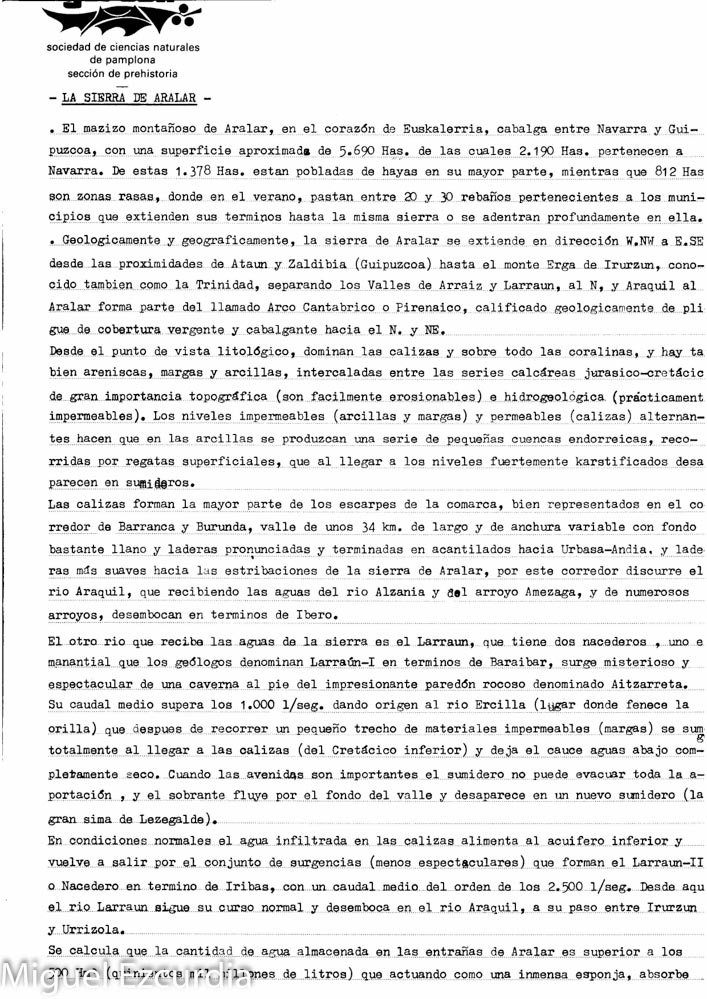 sociedad de ciencias naturales
de pamplona
sección de prehistoria
- LA SIERRA DE ARALAR -
. El mazizo montañoso de Aralar, en el corazón de Euskalerria, cabalga entre Navarra y Gui-
puzcoa, con una superficie aproximada de 5.690 Has. de las cuales 2.190 Has. pertenecen a
Navarra. De estas 1.378 Has. estan pobladas de hayas en su mayor parte, mientras que 812 Has
son zonas rasas, donde en el verano, pastan entre 20 y 30 rebaños pertenecientes a los muni-
cipios que extienden sus terminos hasta la misma sierra o se adentran profundamente en ella.
. Geologicamente y geograficamente, la sierra de Aralar se extiende en dirección W.NW a E.SE
desde las proximidades de Ataun y Zaldibia (Guipuzcoa) hasta el monte Erga de Irurzun, cono-
cido tambien como la Trinidad, separando los Valles de Arraiz y Larraun, al N, y Araquil al
Aralar forma parte del llamado Arco Cantabrico o Pirenaico, calificado geologicamente de pli
gue de cobertura vergente y cabalgante hacia el N. y NE.
Desde el punto de vista litológico, dominan las calizas y sobre todo las coralinas, y hay ta
bien areniscas, margas y arcillas, intercaladas entre las series calcáreas jurasico-cretácic
de gran importancia topográfica (son facilmente erosionables) e hidrogeológica (prácticament
impermeables). Los niveles impermeables (arcillas y margas) y permeables (calizas) alternan-
tes hacen que en las arcillas se produzcan una serie de pequeñas cuencas endorreicas, reco-
rridas por regatas superficiales, que al llegar a los niveles fuertemente karstificados desa
parecen en sumideros.
Las calizas forman la mayor parte de los escarpes de la comarca, bien representados en el co
rredor de Barranca y Burunda, valle de unos 34 km. de largo y de anchura variable con fondo
bastante llano y laderas pronunciadas y terminadas en acantilados hacia Urbasa-Andia, y lade
ras más suaves hacia las estribaciones de la sierra de Aralar, por este corredor discurre el
rio Araquil, que recibiendo las aguas del rio Alzania y del arroyo Amezaga, y de numerosos
arroyos, desembocan en terminos de Ibero.
El otro rio que recibe las aguas de la sierra es el Larraun, que tiene dos nacederos , uno e
manantial que los geólogos denominan Larraún-I en terminos de Baraibar, surge misterioso y
espectacular de una caverna al pie del impresionante paredón rocoso denominado Aitzarreta.
Su caudal medio supera los 1.000 l/seg. dando origen al rio Ercilla (lugar donde fenece la
orilla) que despues de recorrer un pequeño trecho de materiales impermeables (margas) se sum
totalmente al llegar a las calizas (del Cretácico inferior) y deja el cauce aguas abajo com-
pletamente seco. Cuando las avenidas son importantes el sumidero no puede evacuar toda la a-
portación , y el sobrante fluye por el fondo del valle y desaparece en un nuevo sumidero (la
gran sima de Lezegalde).
En condiciones normales el agua infiltrada en las calizas alimenta al acuifero inferior y
vuelve a salir por el conjunto de surgencias (menos espectaculares) que forman el Larraun-II
o Nacedero en termino de Iribas, con un caudal medio del orden de los 2.500 l/seg. Desde aqu
el rio Larraun sigue su curso normal y desemboca en el rio Araquil, a su paso entre Irurzun
y Urrizola.
Se calcula que la cantidad de agua almacenada en las entrañas de Aralar es superior a los
500 (quinientos mil millones de litros) que actuando como una inmensa esponja, absorbe
Miguel Ezcurdia